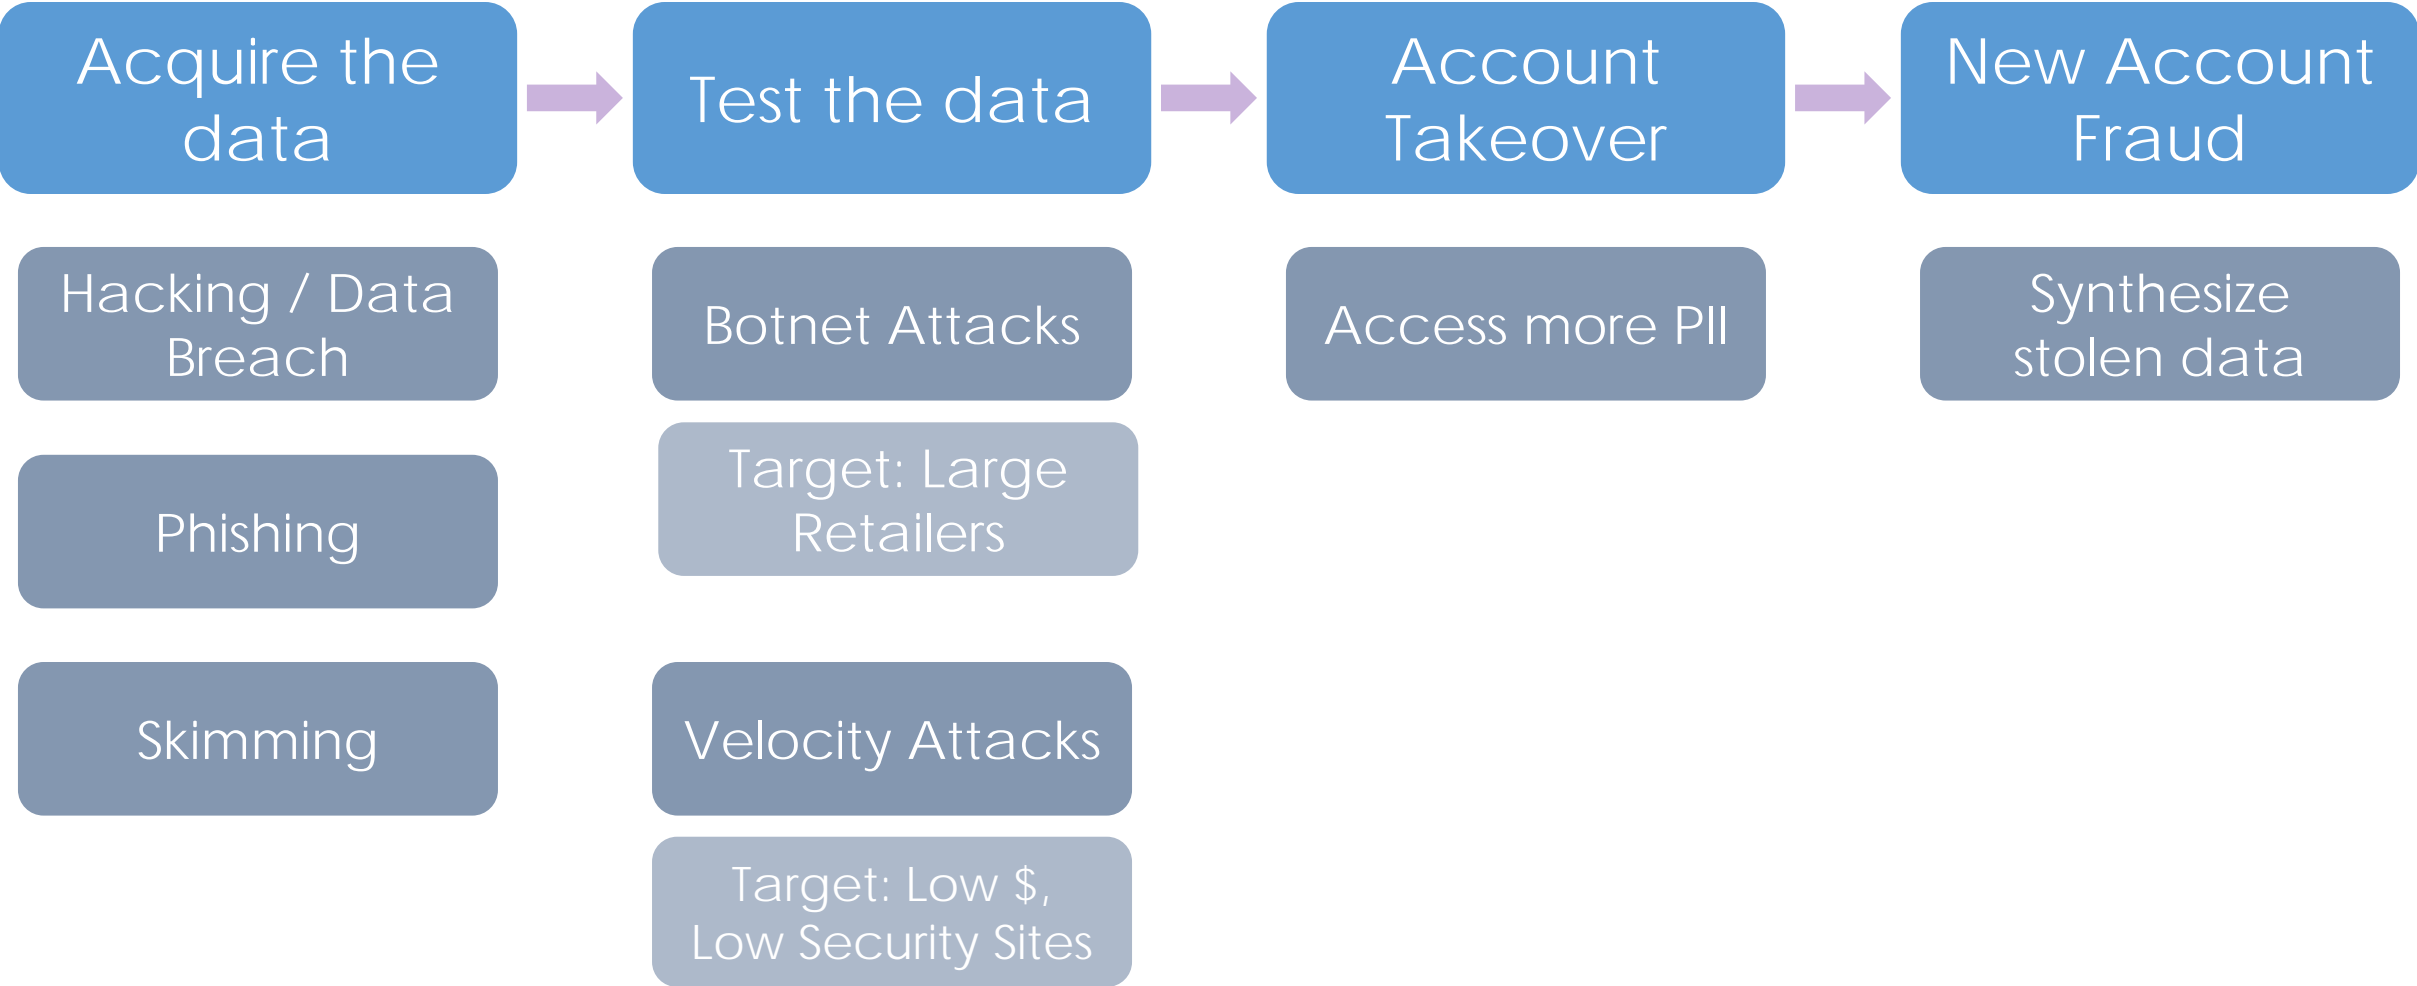 Acquire the
data
Test the data
Account
Takeover
New Account
Fraud
Hacking / Data
Breach
Phishing
Skimming
Botnet Attacks
Target: Large
Retailers
Velocity Attacks
Target: Low $,
Low Security Sites
Access more PII
Synthesize
stolen data